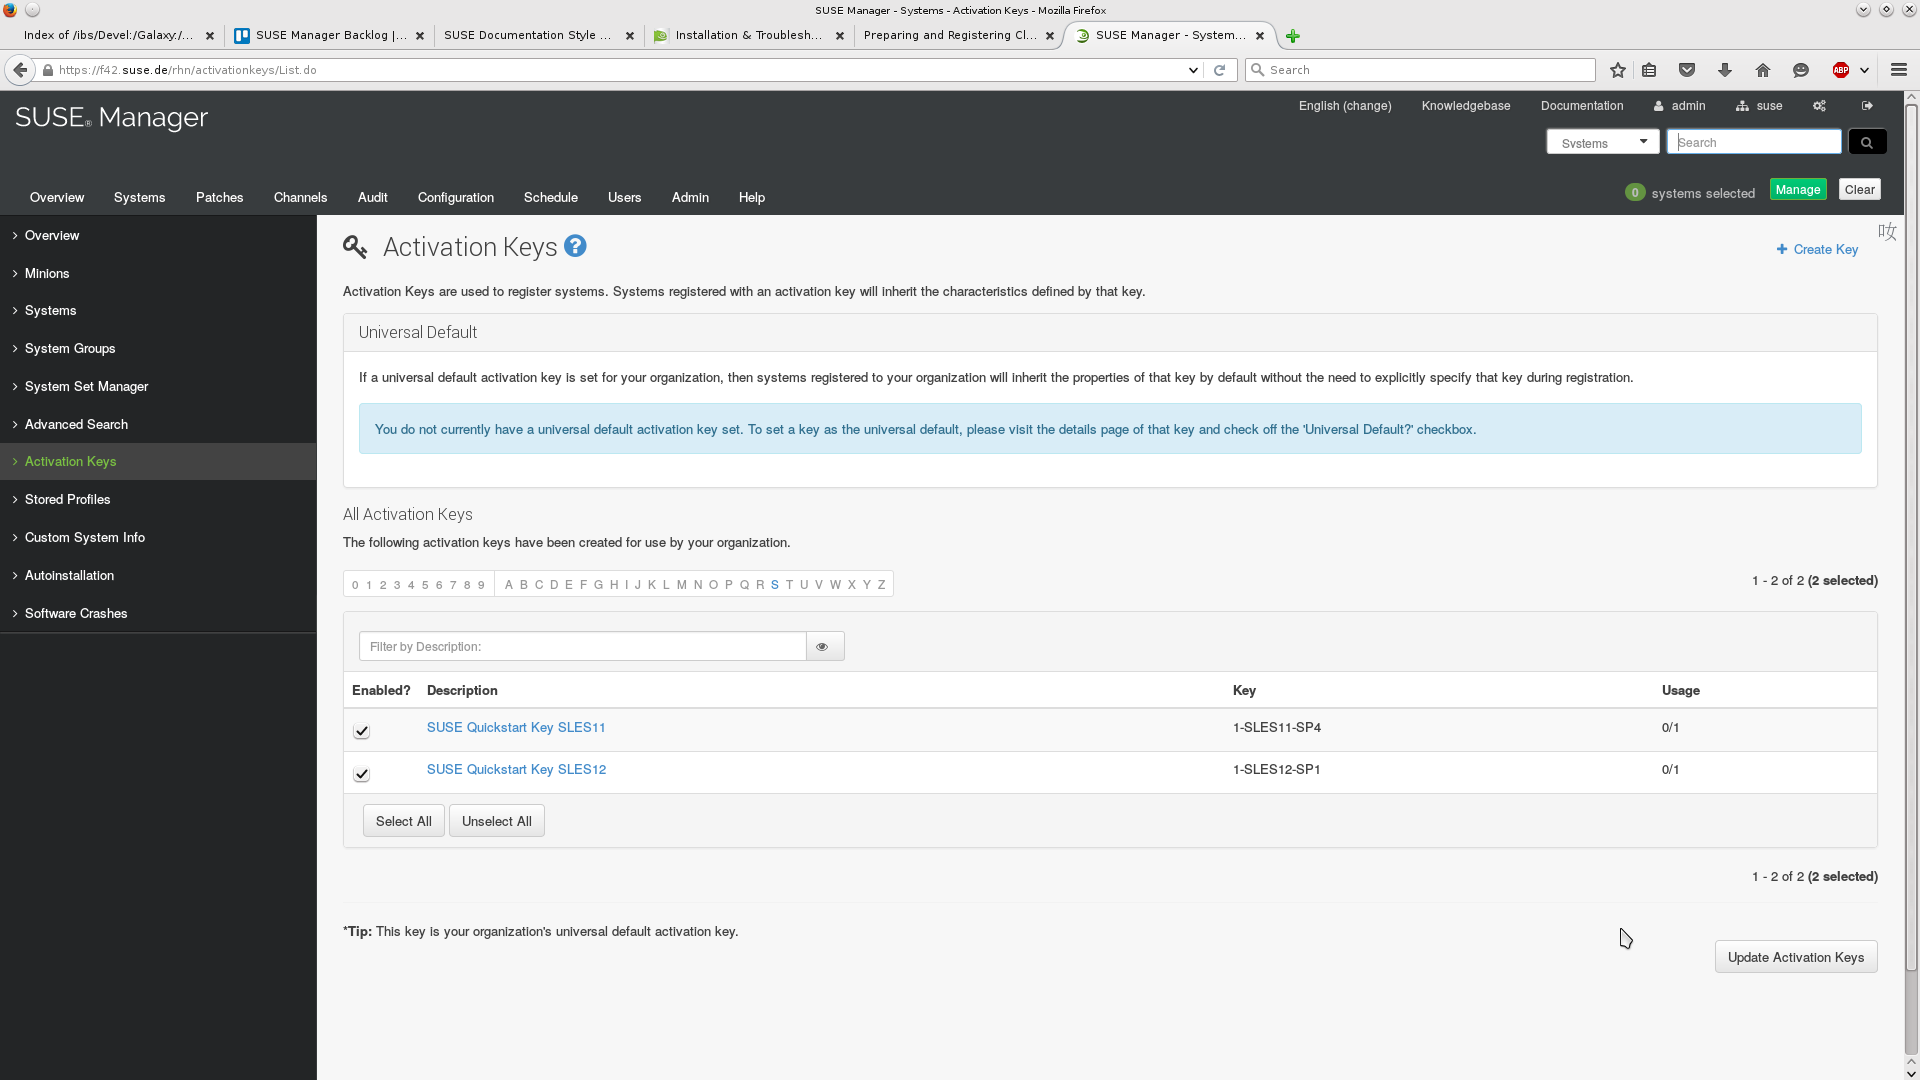 SUSE Manager - Systems - Activation Keys - Mozilla Firefox
Index of /ibs/Devel:/Galaxy:/...
SUSE Manager Backlog |...
SUSE Documentation Style ...
Installation & Troublesh...
Preparing and Registering Cl...
SUSE Manager - System...
https://f42.suse.de/rhn/activationkeys/List.do
Search
ABP
SUSE® Manager
English (change) Knowledgebase Documentation admin suse
Systems
Search
Overview Systems Patches Channels Audit Configuration Schedule Users Admin Help
0 systems selected Manage Clear
Overview
Minions
Systems
System Groups
System Set Manager
Advanced Search
Activation Keys
Stored Profiles
Custom System Info
Autoinstallation
Software Crashes
Activation Keys ?
Create Key
Activation Keys are used to register systems. Systems registered with an activation key will inherit the characteristics defined by that key.
Universal Default
If a universal default activation key is set for your organization, then systems registered to your organization will inherit the properties of that key by default without the need to explicitly specify that key during registration.
You do not currently have a universal default activation key set. To set a key as the universal default, please visit the details page of that key and check off the 'Universal Default?' checkbox.
All Activation Keys
The following activation keys have been created for use by your organization.
0 1 2 3 4 5 6 7 8 9 A B C D E F G H I J K L M N O P Q R S T U V W X Y Z
1 - 2 of 2 (2 selected)
Filter by Description:
Enabled? Description Key Usage
SUSE Quickstart Key SLES11 1-SLES11-SP4 0/1
SUSE Quickstart Key SLES12 1-SLES12-SP1 0/1
Select All Unselect All
1 - 2 of 2 (2 selected)
*Tip: This key is your organization's universal default activation key.
Update Activation Keys